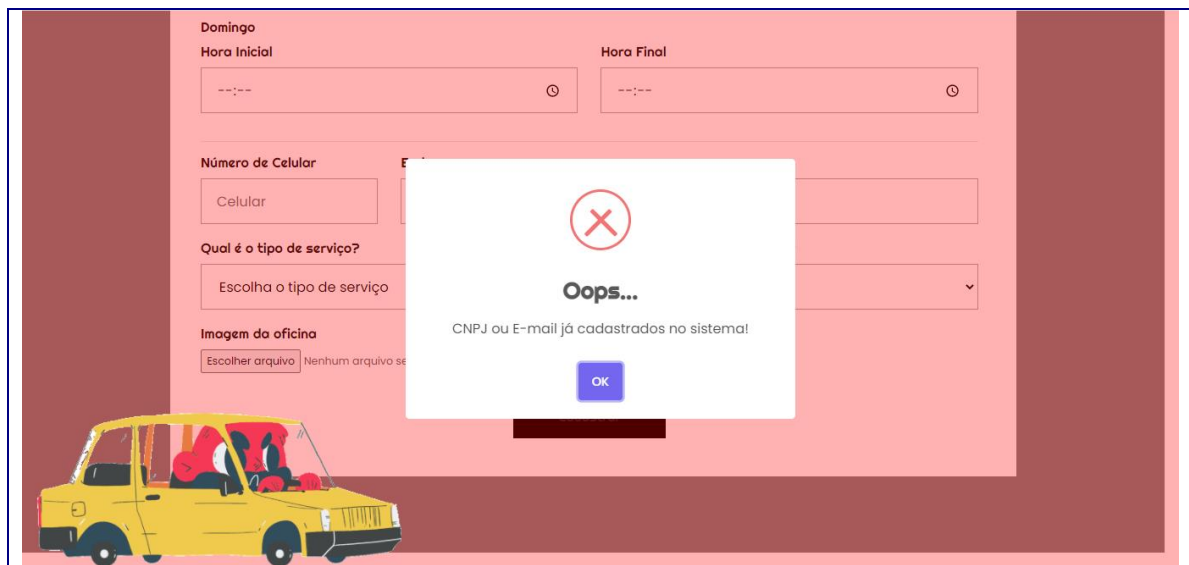 Domingo
Hora Inicial
Hora Final
--:--
--:--
Número de Celular
Celular
Qual é o tipo de serviço?
Escolha o tipo de serviço
Imagem da oficina
Escolher arquivo Nenhum arquivo se
Oops...
CNPJ ou E-mail já cadastrados no sistema!
OK